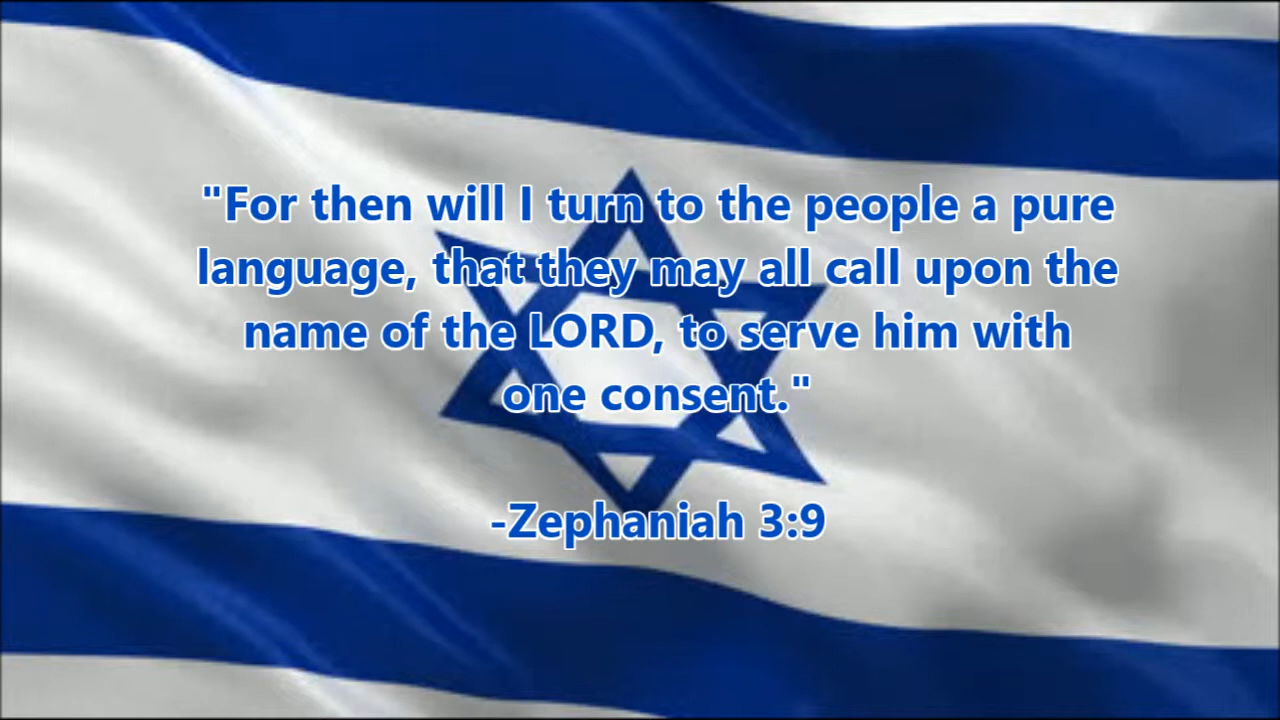 "For then will I turn to the people a pure
language, that they may all call upon the
name of the LORD, to serve him with
one consent."
-Zephaniah 3:9